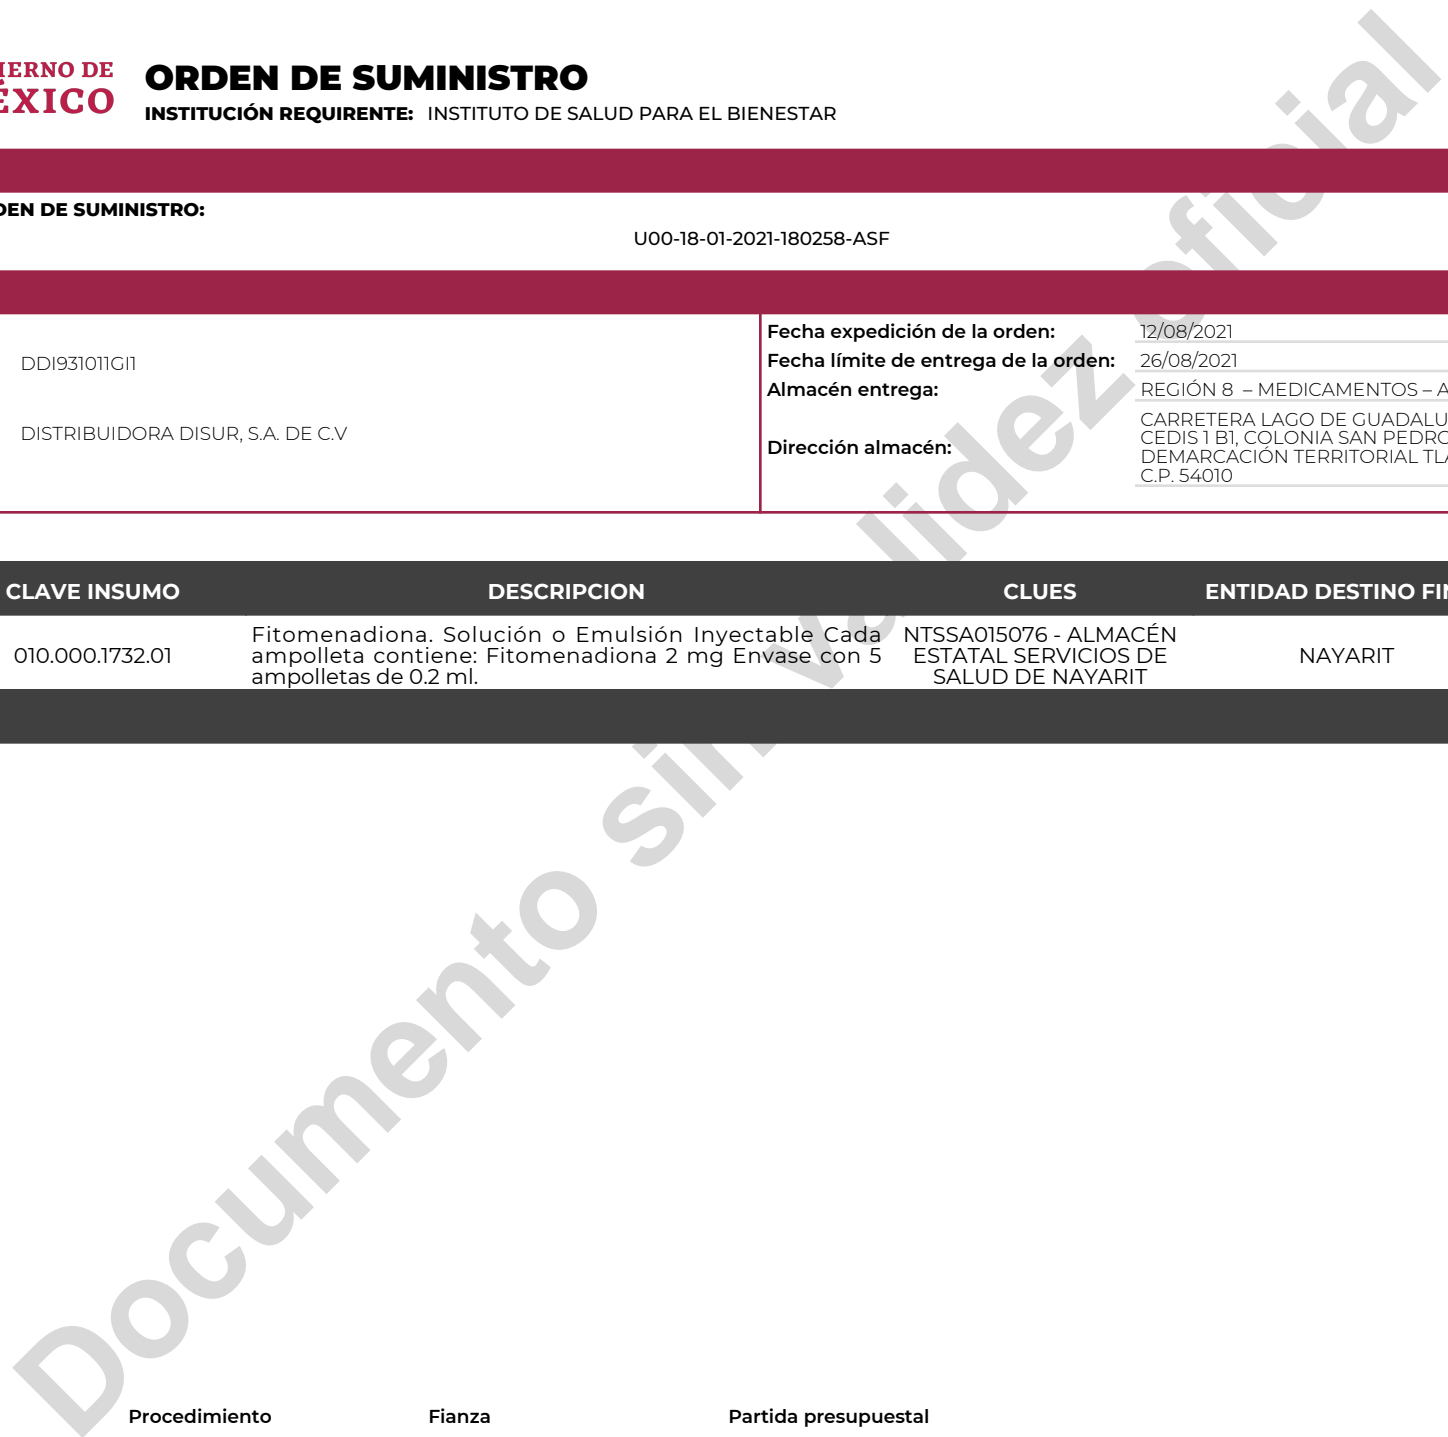 IERNO DE
ÉXICO
ORDEN DE SUMINISTRO
INSTITUCIÓN REQUIRENTE: INSTITUTO DE SALUD PARA EL BIENESTAR
DEN DE SUMINISTRO:
U00-18-01-2021-180258-ASF
DDI931011GI1
DISTRIBUIDORA DISUR, S.A. DE C.V
Fecha expedición de la orden: 12/08/2021
Fecha límite de entrega de la orden: 26/08/2021
Almacén entrega: REGIÓN 8 – MEDICAMENTOS – A
Dirección almacén:
CARRETERA LAGO DE GUADALU
CEDIS 1 B1, COLONIA SAN PEDRO
DEMARCACIÓN TERRITORIAL TLA
C.P. 54010
CLAVE INSUMO DESCRIPCION CLUES ENTIDAD DESTINO FIN
010.000.1732.01
Fitomenadiona. Solución o Emulsión Inyectable Cada
ampolleta contiene: Fitomenadiona 2 mg Envase con 5
ampolletas de 0.2 ml.
NTSSA015076 - ALMACÉN
ESTATAL SERVICIOS DE
SALUD DE NAYARIT
NAYARIT
Documento sin validez oficial
Procedimiento Fianza Partida presupuestal